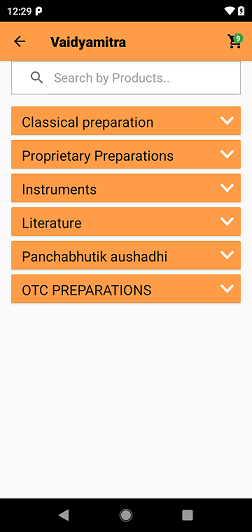 12:29
Vaidyamitra
9
Search by Products..
Classical preparation
Proprietary Preparations
Instruments
Literature
Panchabhutik aushadhi
OTC PREPARATIONS